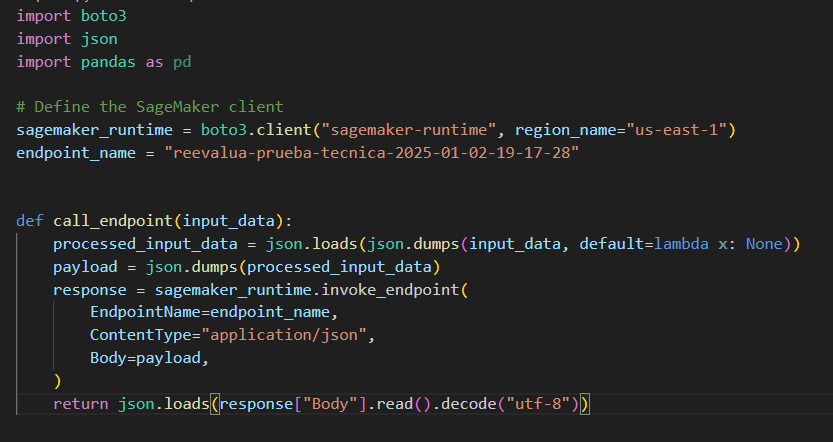 import boto3
import json
import pandas as pd
# Define the SageMaker client
sagemaker_runtime = boto3.client("sagemaker-runtime", region_name="us-east-1")
endpoint_name = "reevalua-prueba-tecnica-2025-01-02-19-17-28"
def call_endpoint(input_data):
    processed_input_data = json.loads(json.dumps(input_data, default=lambda x: None))
    payload = json.dumps(processed_input_data)
    response = sagemaker_runtime.invoke_endpoint(
        EndpointName=endpoint_name,
        ContentType="application/json",
        Body=payload,
    )
    return json.loads(response["Body"].read().decode("utf-8"))